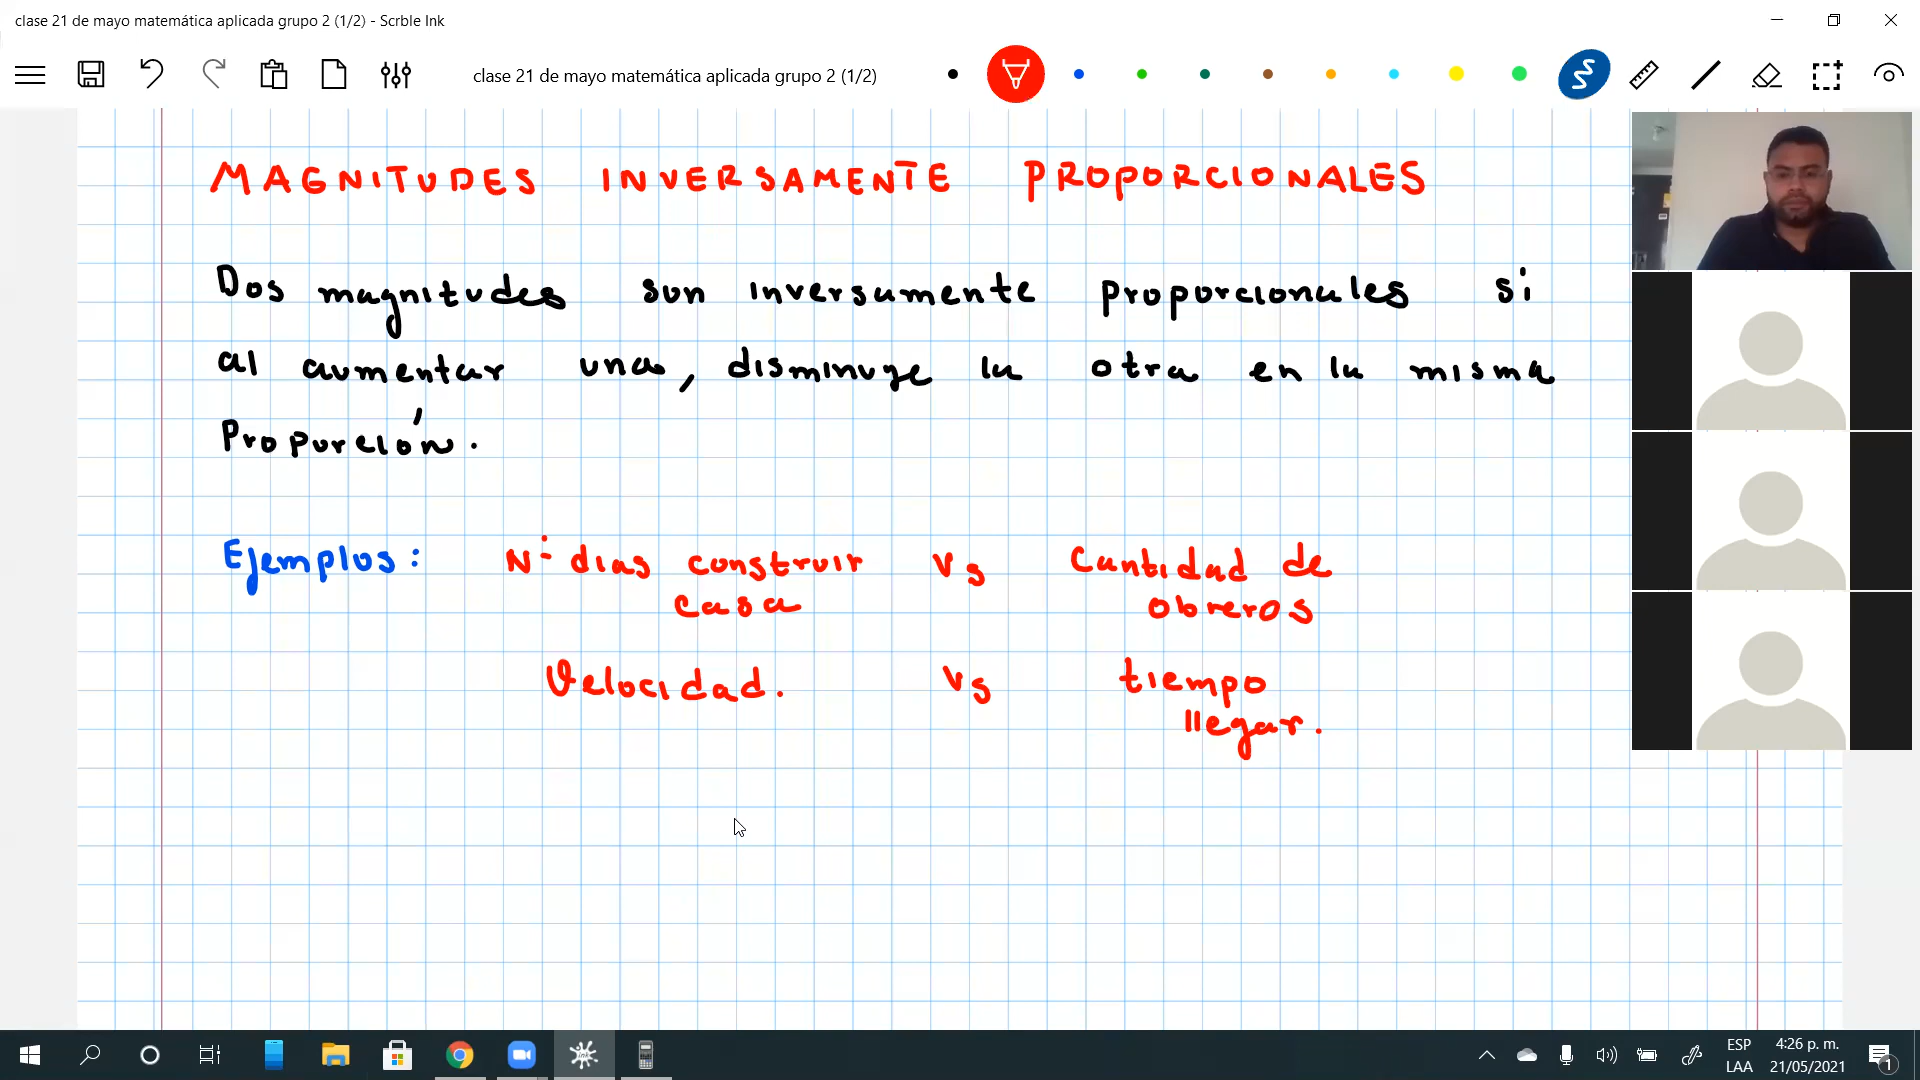 clase 21 de mayo matemática aplicada grupo 2 (1/2) - Scrble Ink
clase 21 de mayo matemática aplicada grupo 2 (1/2)
MAGNITUDES INVERSAMENTE PROPORCIONALES
Dos magnitudes son inversamente proporcionales si
al aumentar una, disminuye la otra en la misma
Proporción.
Ejemplos: N° dias construir vs Cantidad de
casa obreros
Velocidad. vs tiempo
llegar.
ESP 4:26 p. m.
LAA 21/05/2021 1